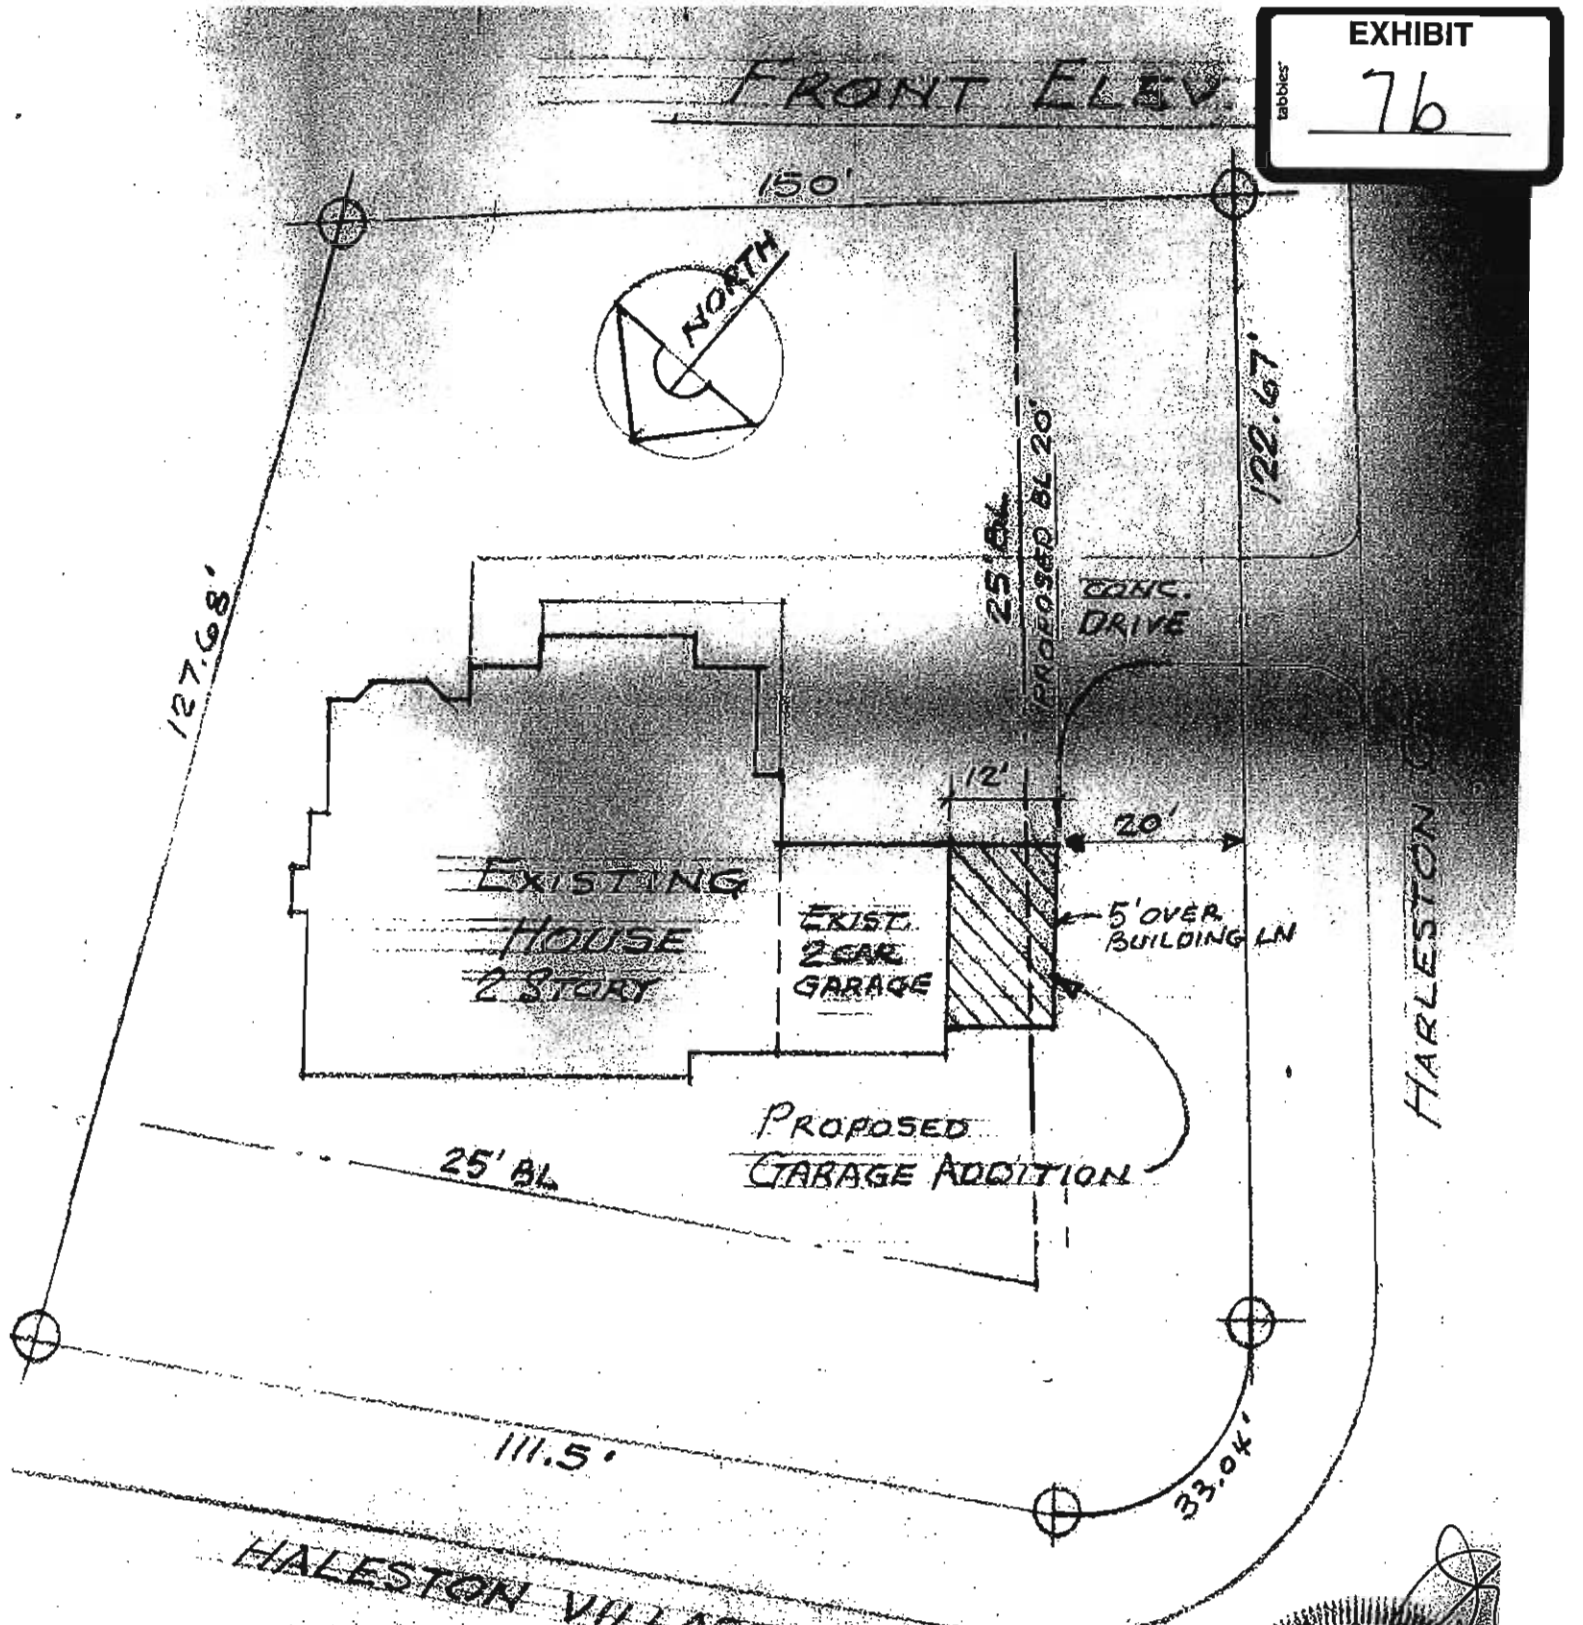 EXHIBIT
tabbies®
7b
FRONT ELEV.
150'
NORTH
122.67'
25' BL
PROPOSED BL 20'
CONC.
DRIVE
127.68'
12'
20'
EXISTING
HOUSE
2 STORY
EXIST.
2 CAR
GARAGE
5' OVER
BUILDING LN
HARLESTON
PROPOSED
GARAGE ADDITION
25' BL
111.5'
33.04'
HALESTON